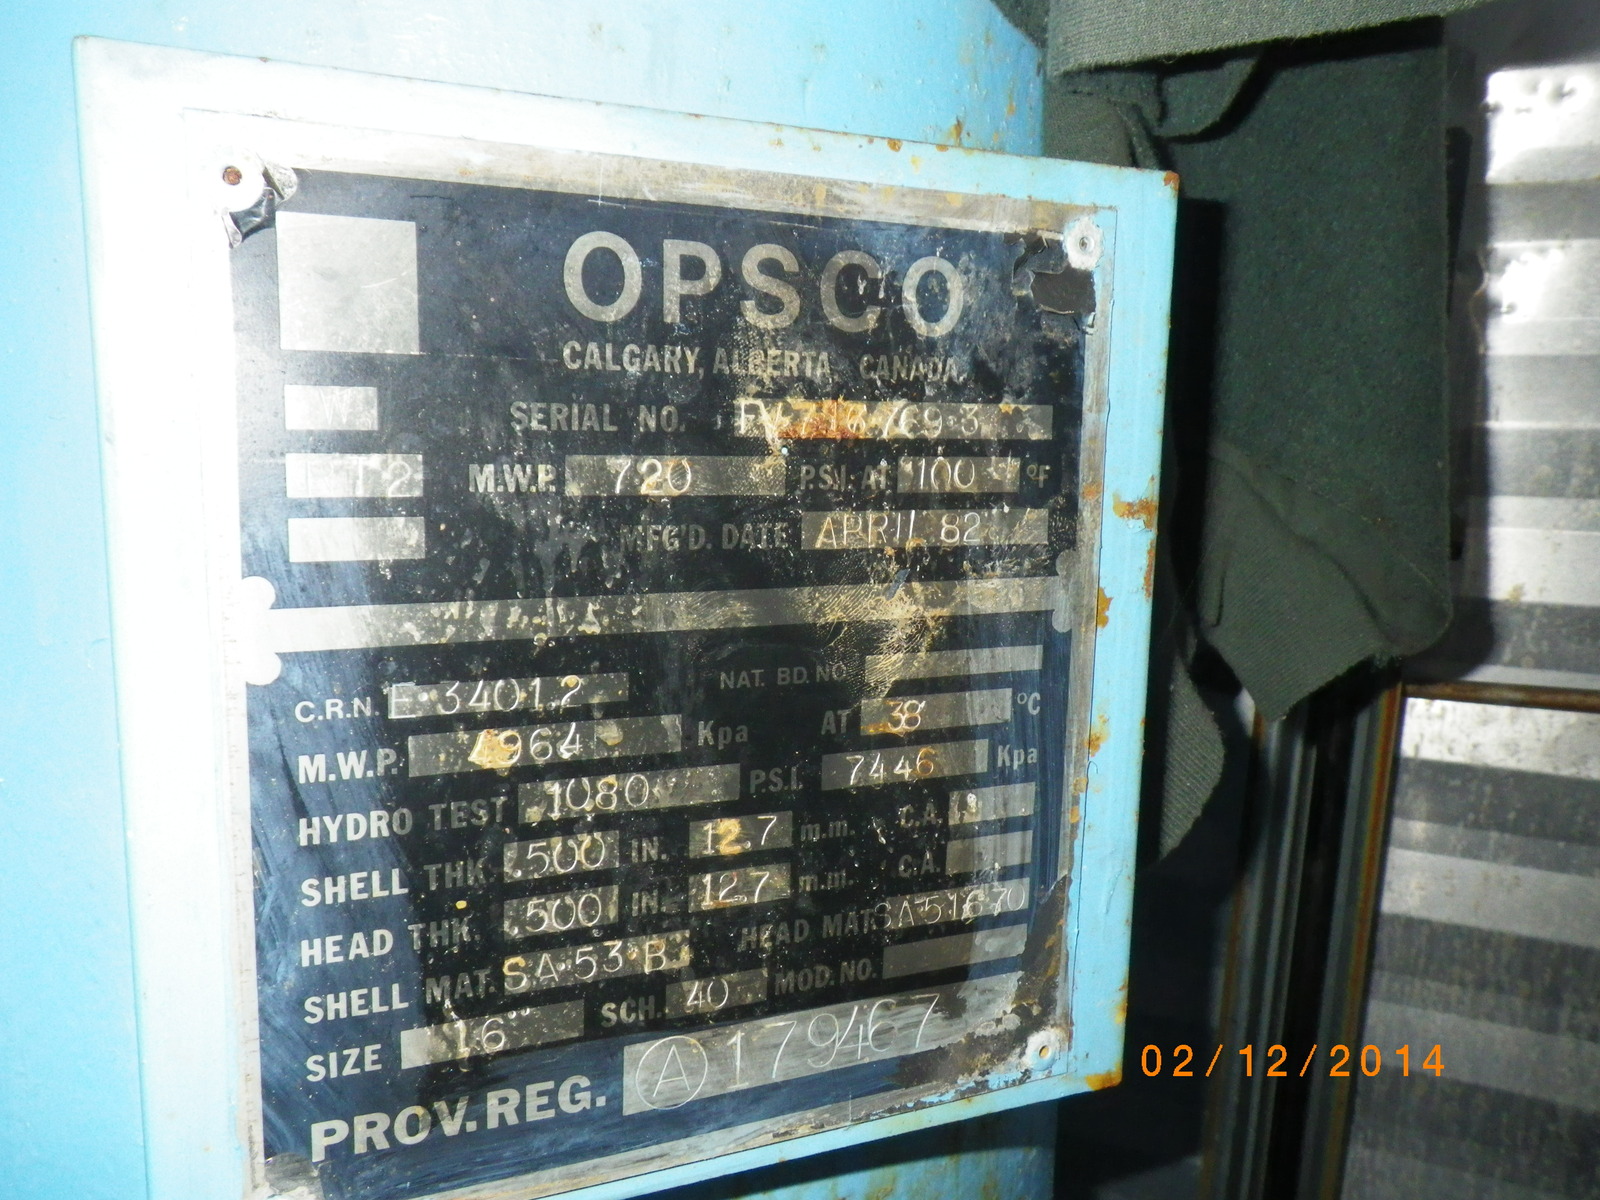 OPSCO
CALGARY, ALBERTA, CANADA.
W
SERIAL NO.
RT2 M.W.P. 720 P.S.I. AT 100 °F
MFG'D. DATE APRIL 82
C.R.N. E-3401.2 NAT. BD. NO.
M.W.P. 4964 Kpa AT 38 °C
HYDRO TEST 1080 P.S.I. 7446 Kpa
SHELL THK. .500 IN. 12.7 m.m. C.A.
HEAD THK. .500 IN. 12.7 m.m. C.A.
SHELL MAT. SA-53-B HEAD MAT. SA51670
SIZE 16" SCH. 40 MOD. NO.
PROV. REG. A 179467
02/12/2014